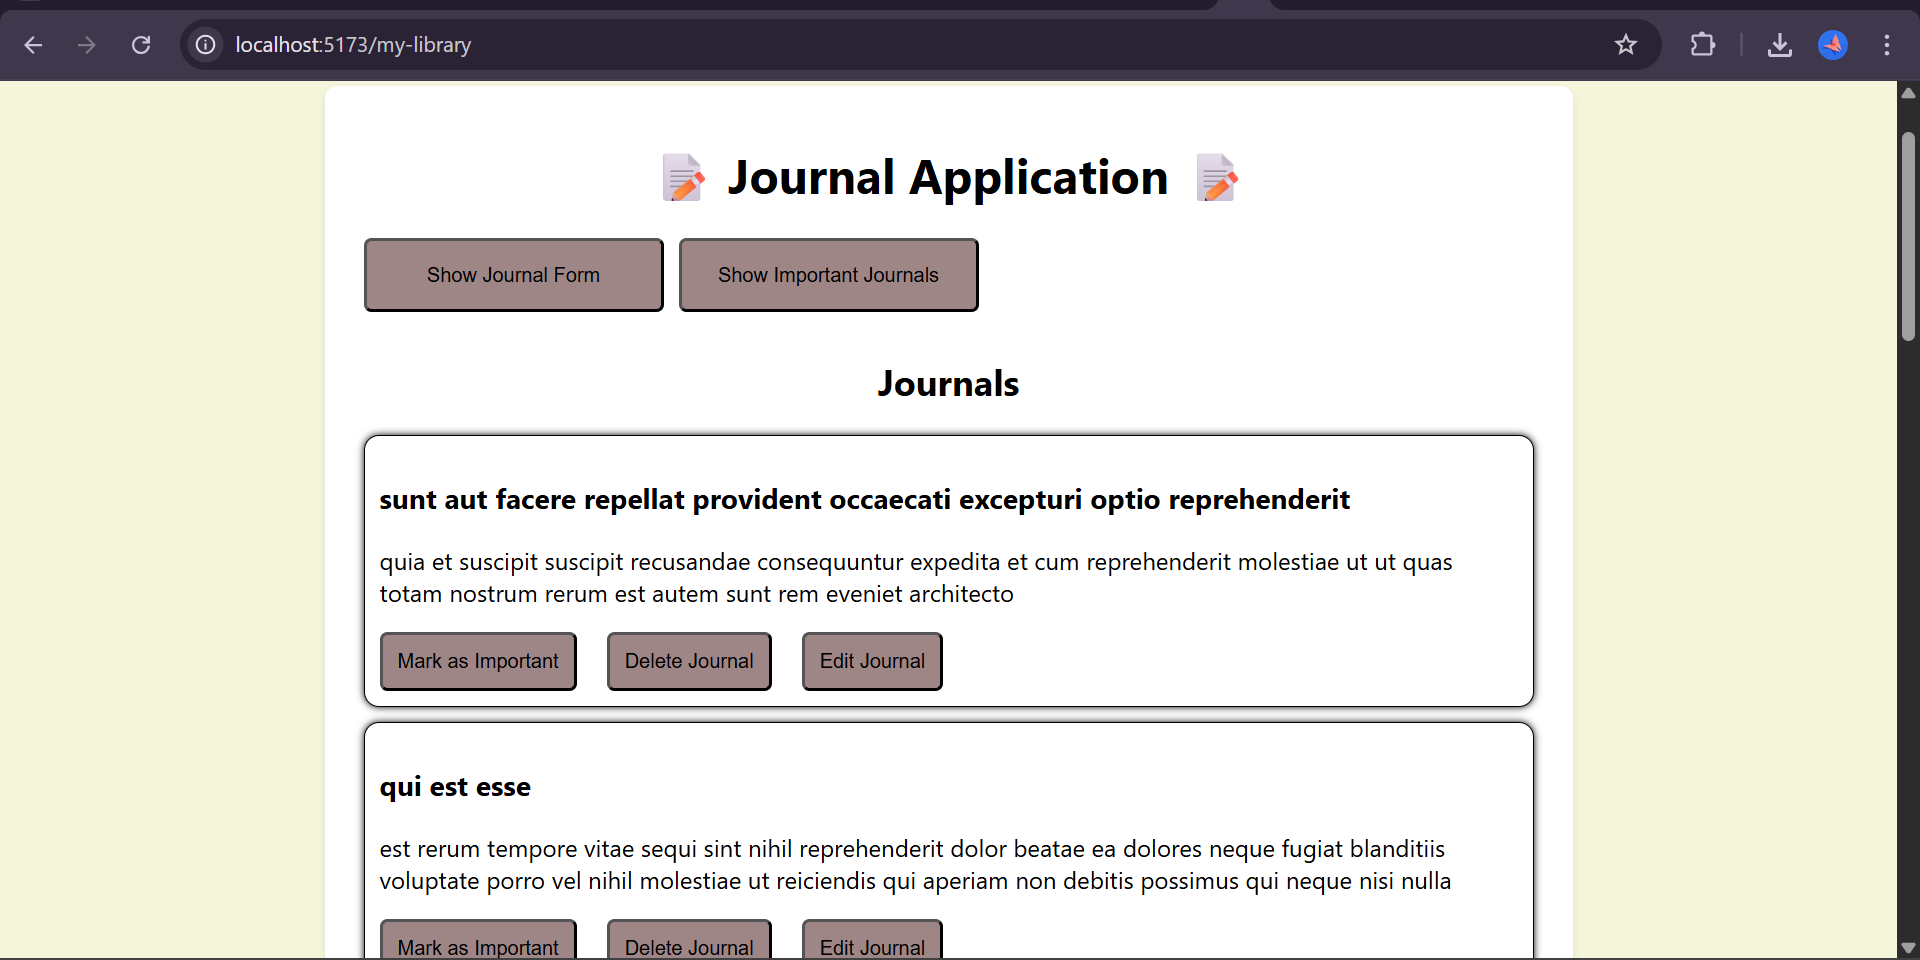 localhost:5173/my-library
Journal Application
Show Journal Form
Show Important Journals
Journals
sunt aut facere repellat provident occaecati excepturi optio reprehenderit
quia et suscipit suscipit recusandae consequuntur expedita et cum reprehenderit molestiae ut ut quas
totam nostrum rerum est autem sunt rem eveniet architecto
Mark as Important
Delete Journal
Edit Journal
qui est esse
est rerum tempore vitae sequi sint nihil reprehenderit dolor beatae ea dolores neque fugiat blanditiis
voluptate porro vel nihil molestiae ut reiciendis qui aperiam non debitis possimus qui neque nisi nulla
Mark as Important
Delete Journal
Edit Journal